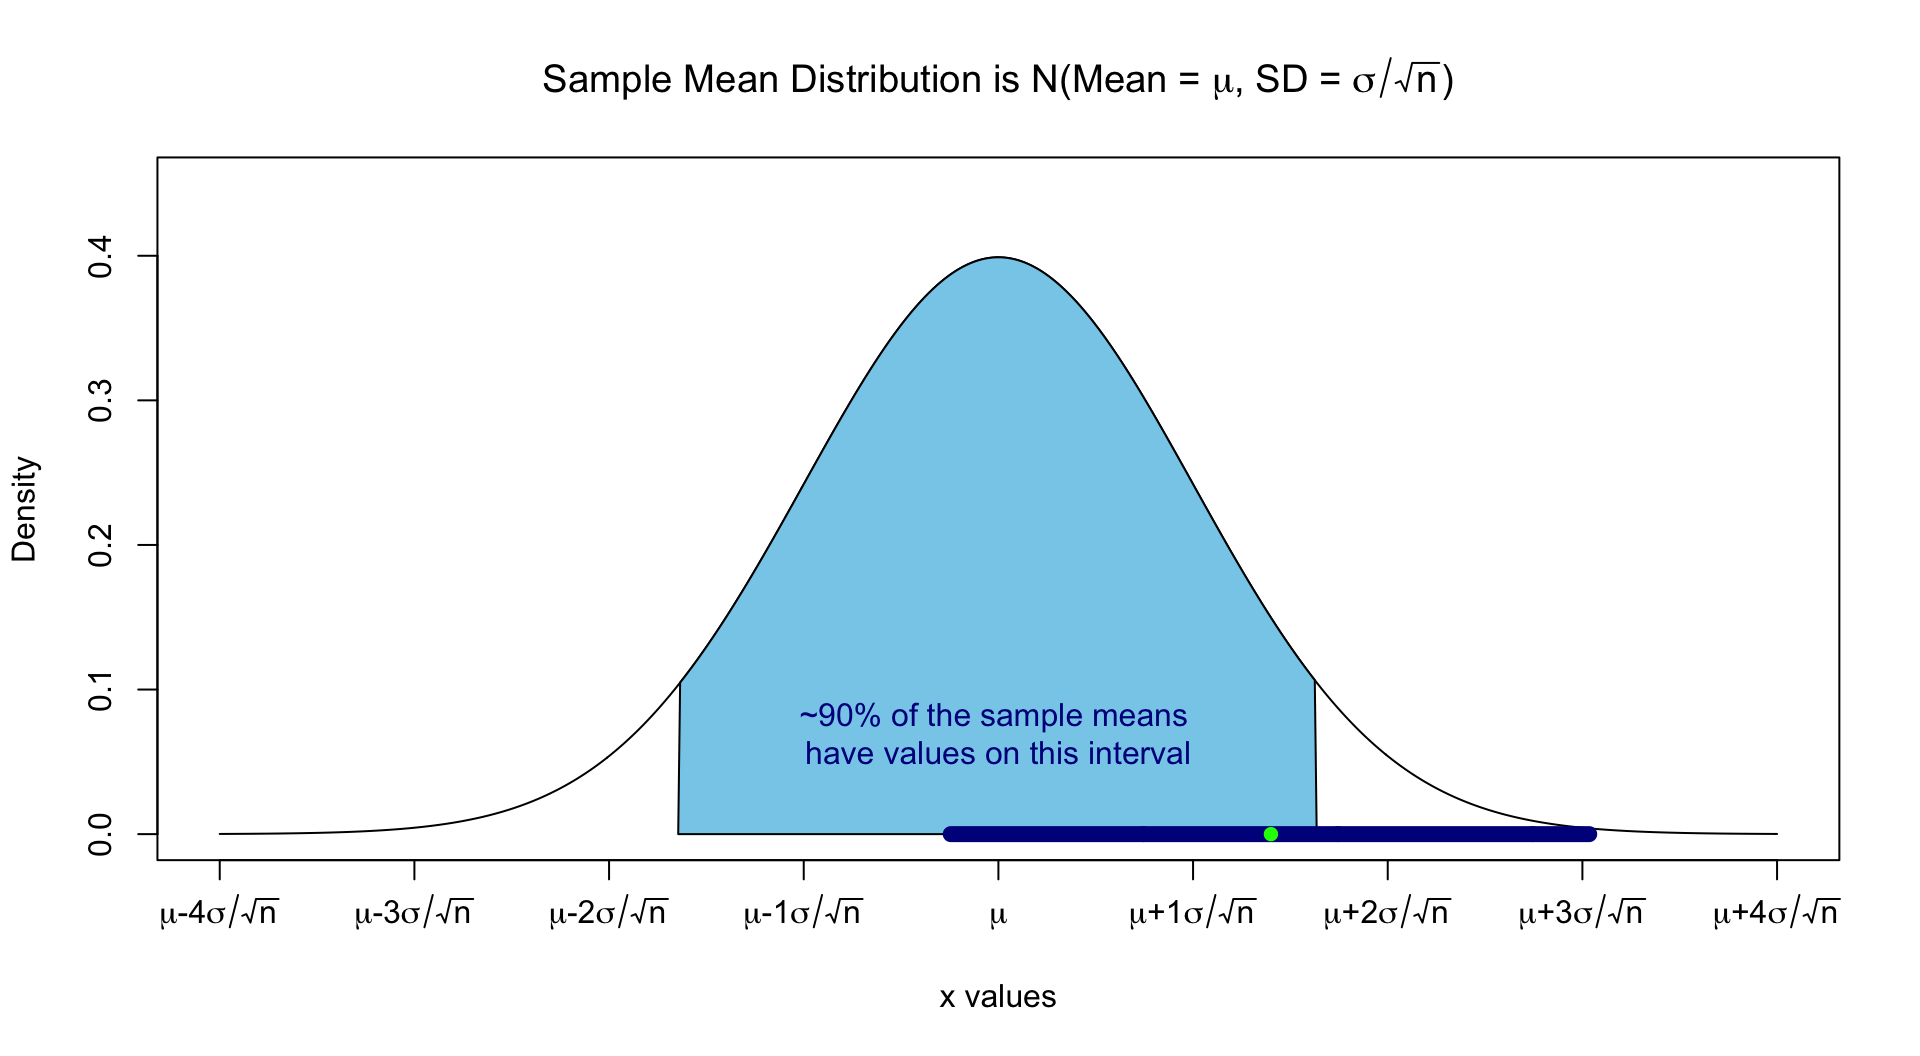 Sample Mean Distribution is N(Mean = μ, SD = σ/√n)
Density
0.4
0.3
0.2
0.1
0.0
~90% of the sample means
have values on this interval
μ-4σ/√n μ-3σ/√n μ-2σ/√n μ-1σ/√n μ μ+1σ/√n μ+2σ/√n μ+3σ/√n μ+4σ/√n
x values